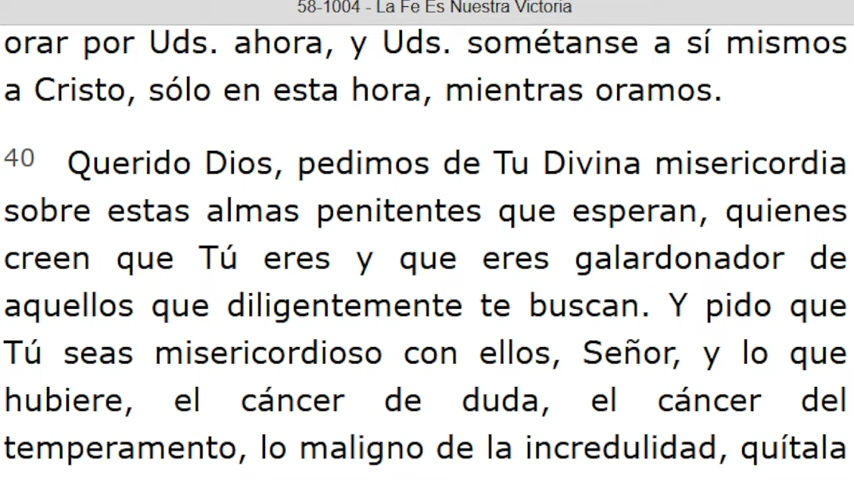 58-1004 - La Fe Es Nuestra Victoria
orar por Uds. ahora, y Uds. sométanse a sí mismos
a Cristo, sólo en esta hora, mientras oramos.
40 Querido Dios, pedimos de Tu Divina misericordia
sobre estas almas penitentes que esperan, quienes
creen que Tú eres y que eres galardonador de
aquellos que diligentemente te buscan. Y pido que
Tú seas misericordioso con ellos, Señor, y lo que
hubiere, el cáncer de duda, el cáncer del
temperamento, lo maligno de la incredulidad, quítala